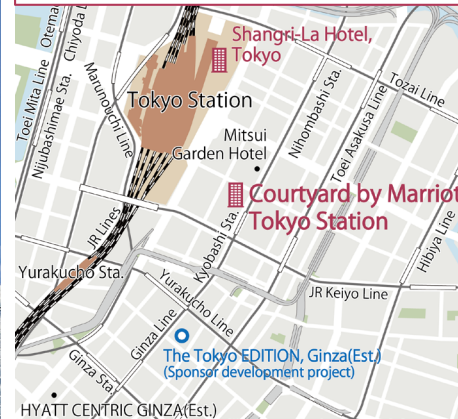 Otema
Chiyoda L
Toei Mita Line
Nijubashimae Sta.
Marunouchi Line
Shangri-La Hotel,
Tokyo
Tokyo Station
Tozai Line
Nihombashi Sta.
Toei Asakusa Line
Mitsui
Garden Hotel
Courtyard by Marriot
Tokyo Station
JR Lines
Kyobashi Sta.
Hibiya Line
Yurakucho Sta.
Yurakucho Line
JR Keiyo Line
Ginza Line
The Tokyo EDITION, Ginza(Est.)
(Sponsor development project)
Ginza Sta.
HYATT CENTRIC GINZA(Est.)